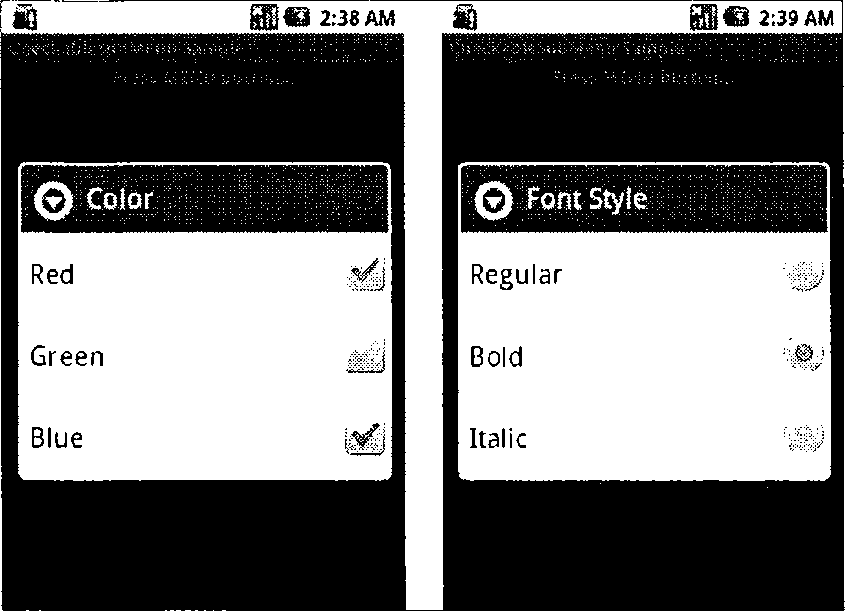 2:38 AM
Color
Red
Green
Blue
2:39 AM
Font Style
Regular
Bold
Italic